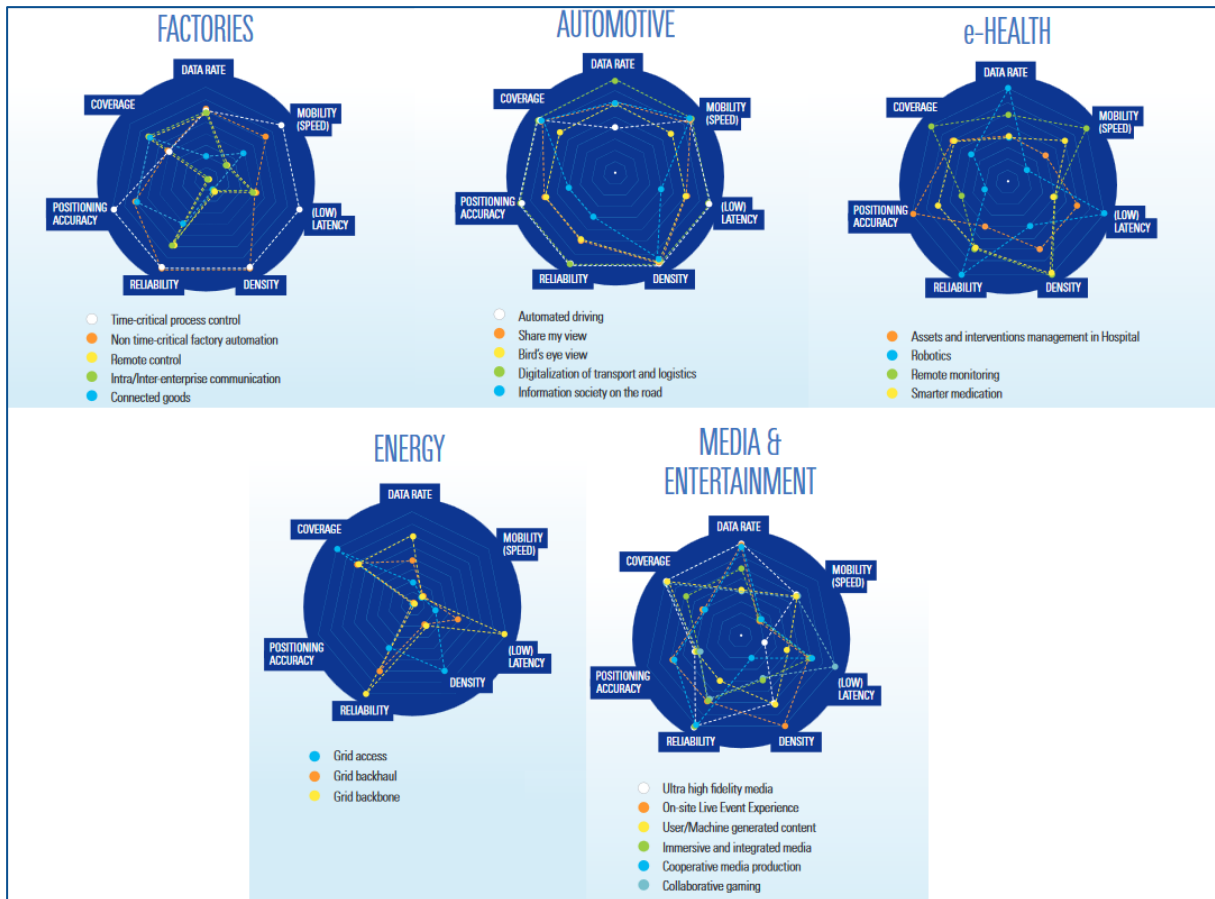 FACTORIES
DATA RATE
COVERAGE
MOBILITY
(SPEED)
POSITIONING
ACCURACY
(LOW)
LATENCY
RELIABILITY
DENSITY
Time-critical process control
Non time-critical factory automation
Remote control
Intra/Inter-enterprise communication
Connected goods
AUTOMOTIVE
DATA RATE
COVERAGE
MOBILITY
(SPEED)
POSITIONING
ACCURACY
(LOW)
LATENCY
RELIABILITY
DENSITY
Automated driving
Share my view
Bird's eye view
Digitalization of transport and logistics
Information society on the road
e-HEALTH
DATA RATE
COVERAGE
MOBILITY
(SPEED)
POSITIONING
ACCURACY
(LOW)
LATENCY
RELIABILITY
DENSITY
Assets and interventions management in Hospital
Robotics
Remote monitoring
Smarter medication
ENERGY
DATA RATE
COVERAGE
MOBILITY
(SPEED)
POSITIONING
ACCURACY
(LOW)
LATENCY
DENSITY
RELIABILITY
Grid access
Grid backhaul
Grid backbone
MEDIA &
ENTERTAINMENT
DATA RATE
COVERAGE
MOBILITY
(SPEED)
POSITIONING
ACCURACY
(LOW)
LATENCY
RELIABILITY
DENSITY
Ultra high fidelity media
On-site Live Event Experience
User/Machine generated content
Immersive and integrated media
Cooperative media production
Collaborative gaming